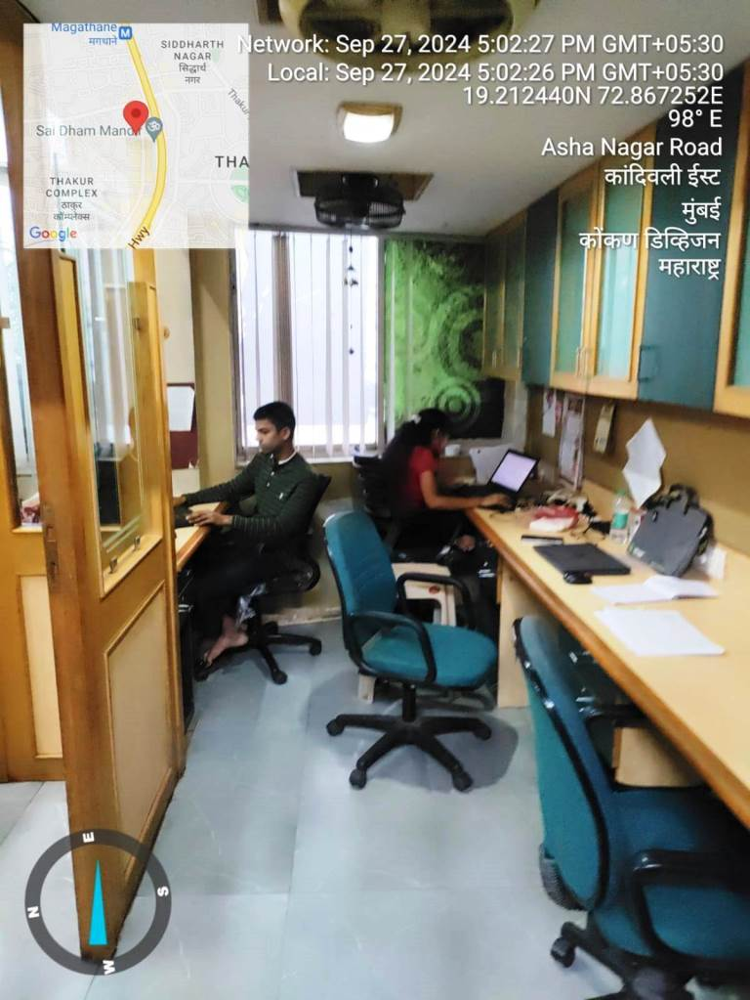 Network: Sep 27, 2024 5:02:27 PM GMT+05:30
Local: Sep 27, 2024 5:02:26 PM GMT+05:30
19.212440N 72.867252E
98° E
Asha Nagar Road
कांदिवली ईस्ट
मुंबई
कोंकण डिव्हिजन
महाराष्ट्र
Magathane M
मागठाणे
SIDDHARTH
NAGAR
सिद्धार्थ
नगर
Thaku
Sai Dham Mandir
THA
THAKUR
COMPLEX
ठाकुर
कॉम्प्लेक्स
Google
Hwy
E
N
S
W